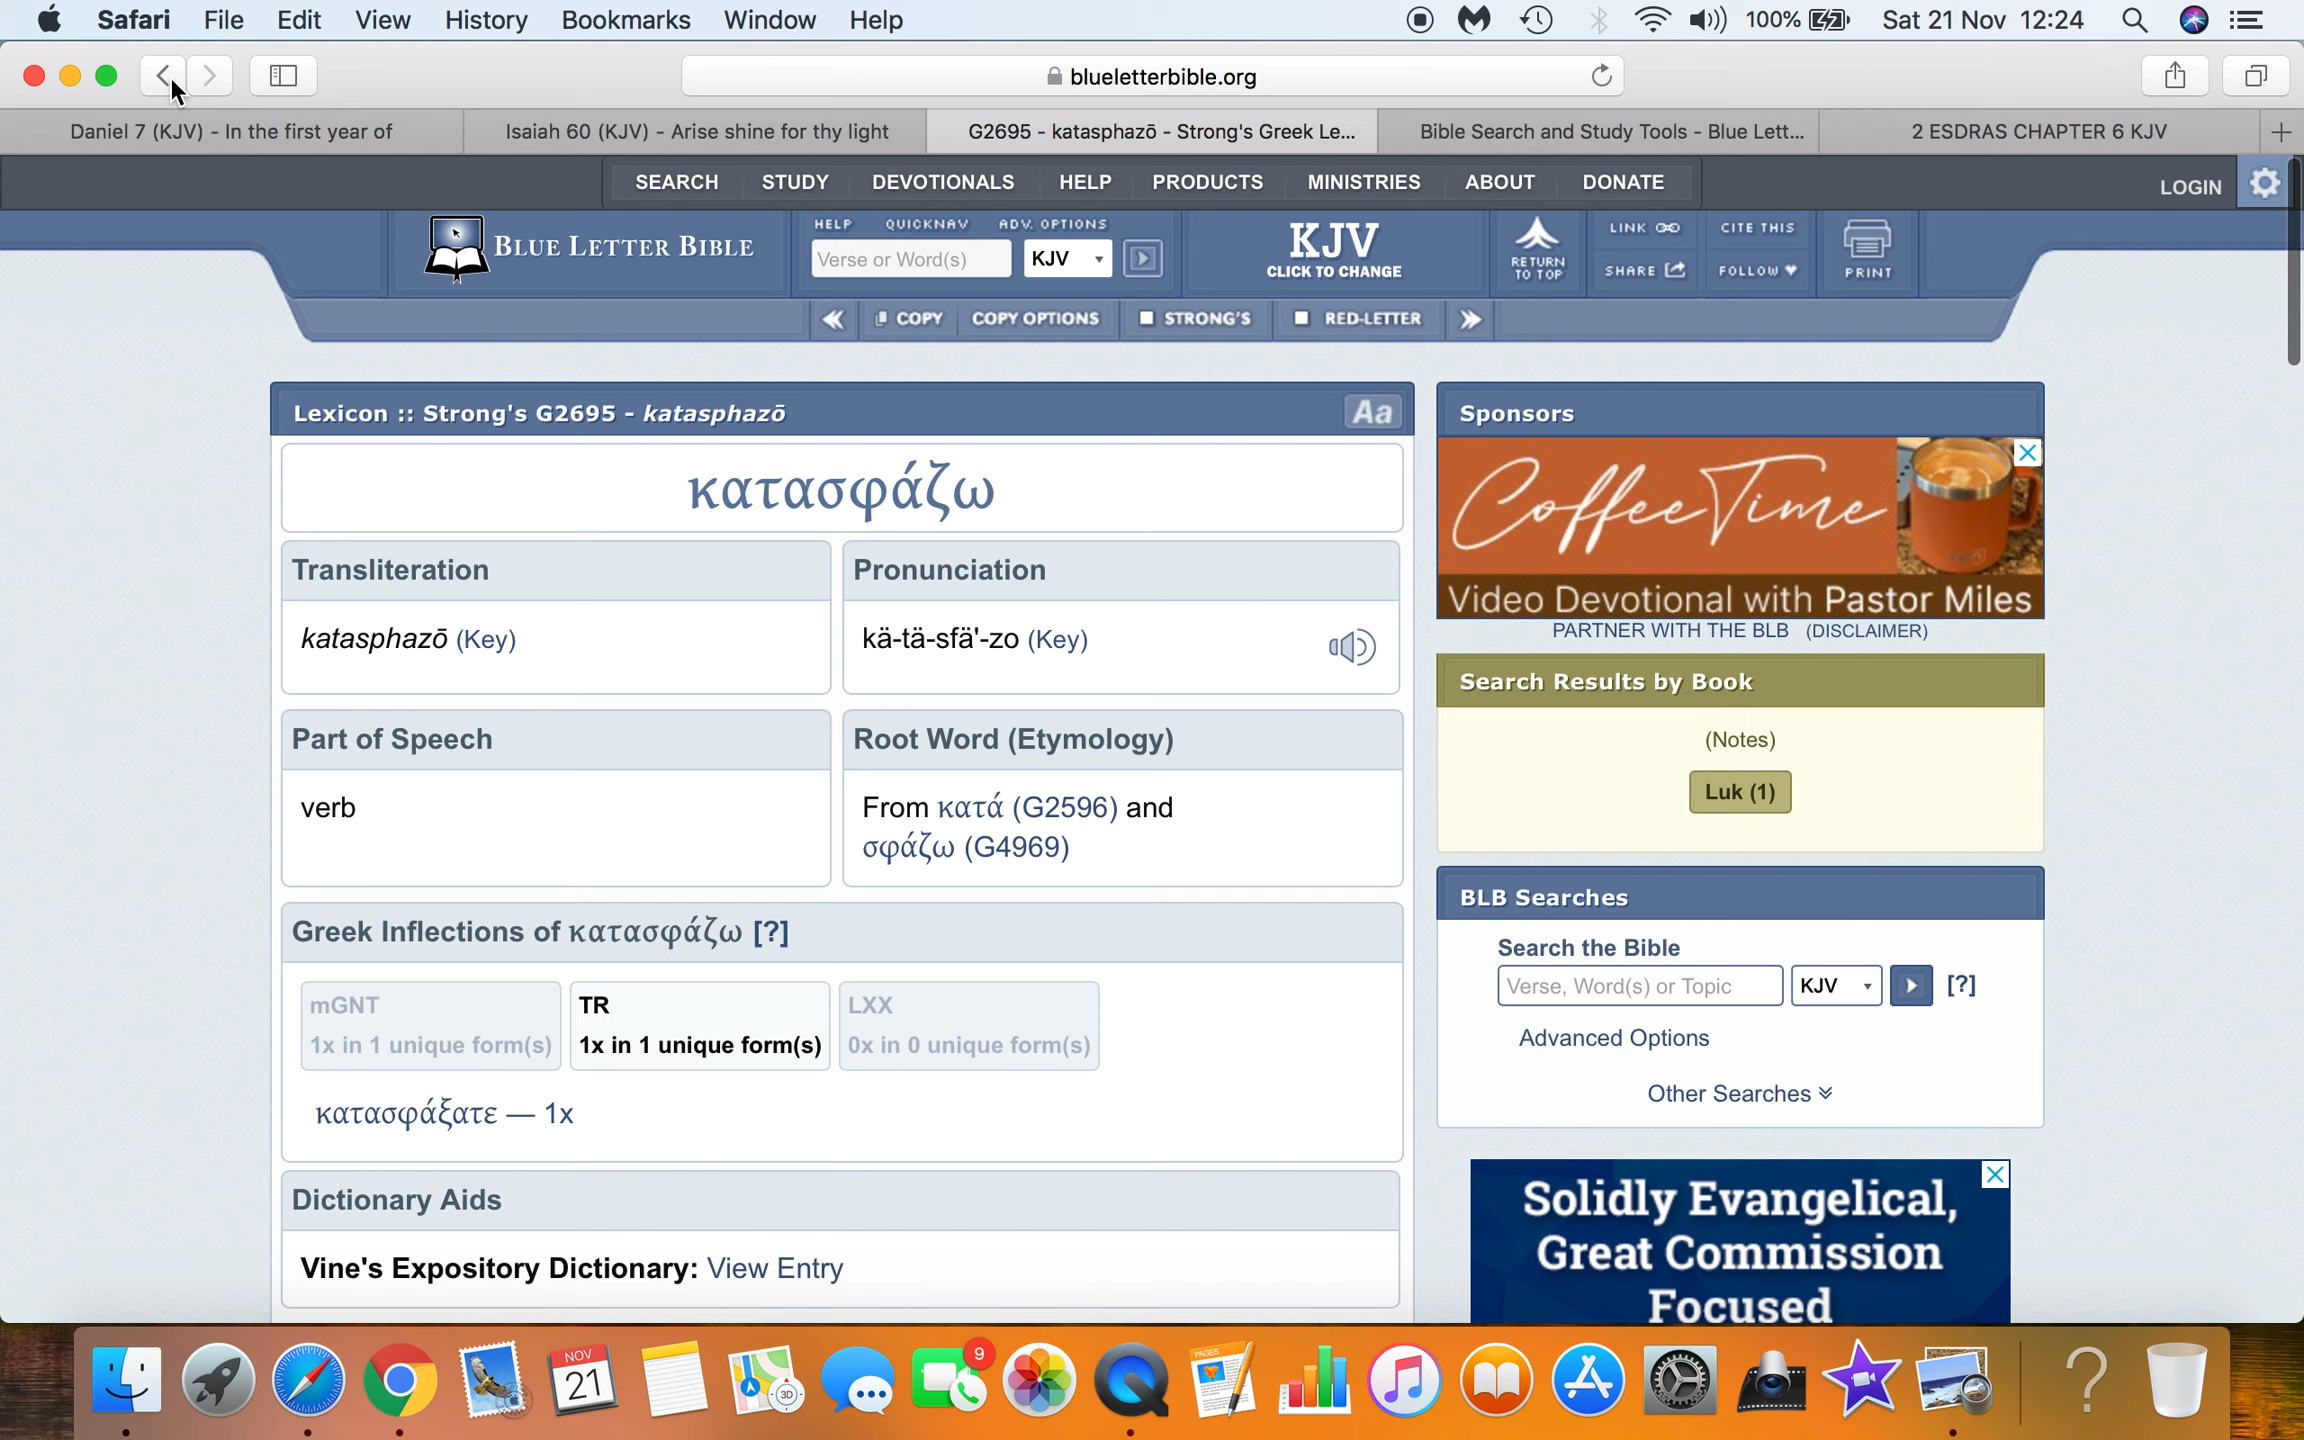 Safari File Edit View History Bookmarks Window Help 100% Sat 21 Nov 12:24
blueletterbible.org
Daniel 7 (KJV) - In the first year of
Isaiah 60 (KJV) - Arise shine for thy light
G2695 - katasphazō - Strong's Greek Le...
Bible Search and Study Tools - Blue Lett...
2 ESDRAS CHAPTER 6 KJV
SEARCH STUDY DEVOTIONALS HELP PRODUCTS MINISTRIES ABOUT DONATE
LOGIN
BLUE LETTER BIBLE
HELP QUICKNAV ADV. OPTIONS
Verse or Word(s) KJV
KJV
CLICK TO CHANGE
RETURN
TO TOP
LINK
CITE THIS
SHARE
FOLLOW
PRINT
COPY COPY OPTIONS STRONG'S RED-LETTER
Lexicon :: Strong's G2695 - katasphazō
Aa
κατασφάζω
Transliteration
katasphazō (Key)
Pronunciation
kä-tä-sfä'-zo (Key)
Part of Speech
verb
Root Word (Etymology)
From κατά (G2596) and
σφάζω (G4969)
Greek Inflections of κατασφάζω [?]
mGNT
1x in 1 unique form(s)
TR
1x in 1 unique form(s)
LXX
0x in 0 unique form(s)
κατασφάξατε — 1x
Dictionary Aids
Vine's Expository Dictionary: View Entry
Sponsors
Coffee Time
Video Devotional with Pastor Miles
PARTNER WITH THE BLB (DISCLAIMER)
Search Results by Book
(Notes)
Luk (1)
BLB Searches
Search the Bible
Verse, Word(s) or Topic KJV [?]
Advanced Options
Other Searches
Solidly Evangelical,
Great Commission
Focused
NOV
21
3D
9
PAGES
?